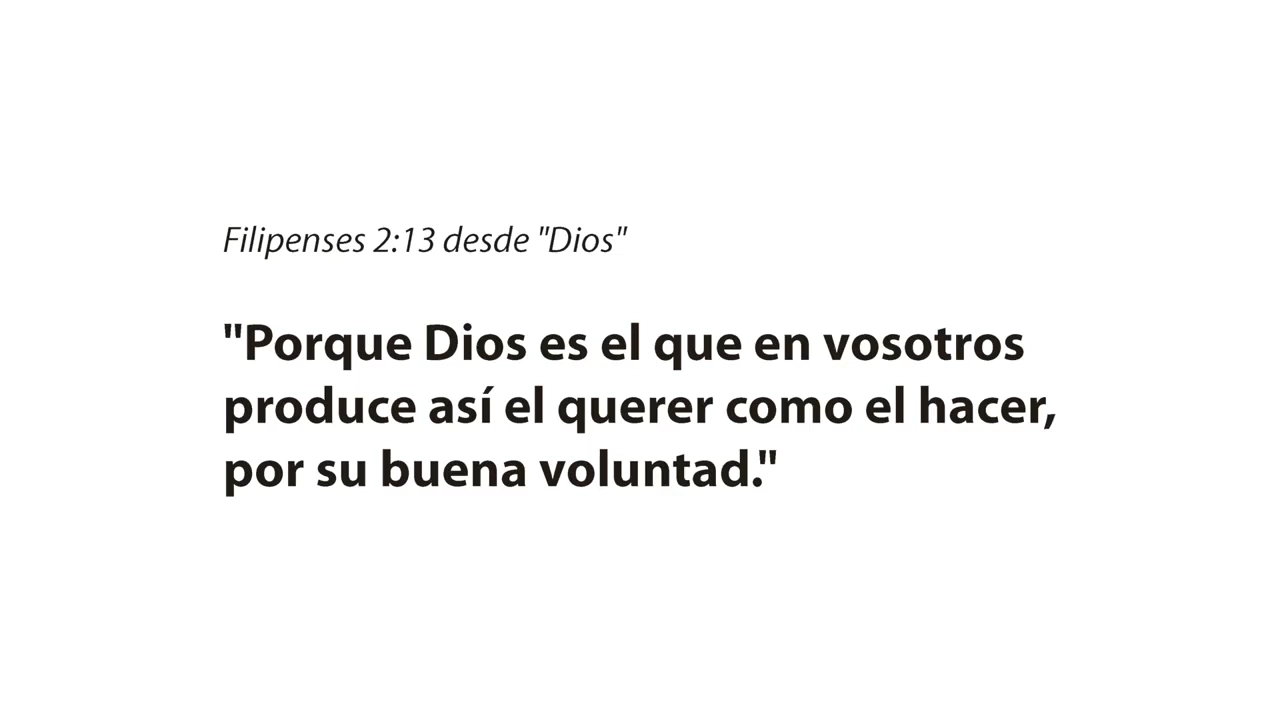 Filipenses 2:13 desde "Dios"
"Porque Dios es el que en vosotros
produce así el querer como el hacer,
por su buena voluntad."